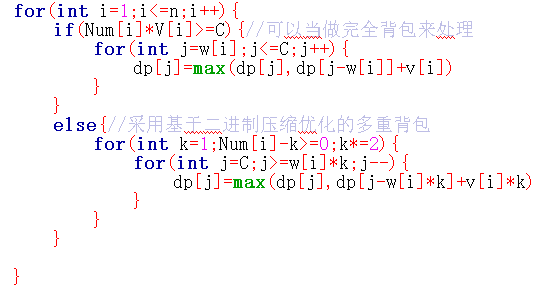 for(int i=1;i<=n;i++){
if(Num[i]*V[i]>=C){//可以当做完全背包来处理
for(int j=w[i];j<=C;j++){
dp[j]=max(dp[j],dp[j-w[i]]+v[i])
}
}
else{//采用基于二进制压缩优化的多重背包
for(int k=1;Num[i]-k>=0;k*=2){
for(int j=C;j>=w[i]*k;j--){
dp[j]=max(dp[j],dp[j-w[i]*k]+v[i]*k)
}
}
}
}